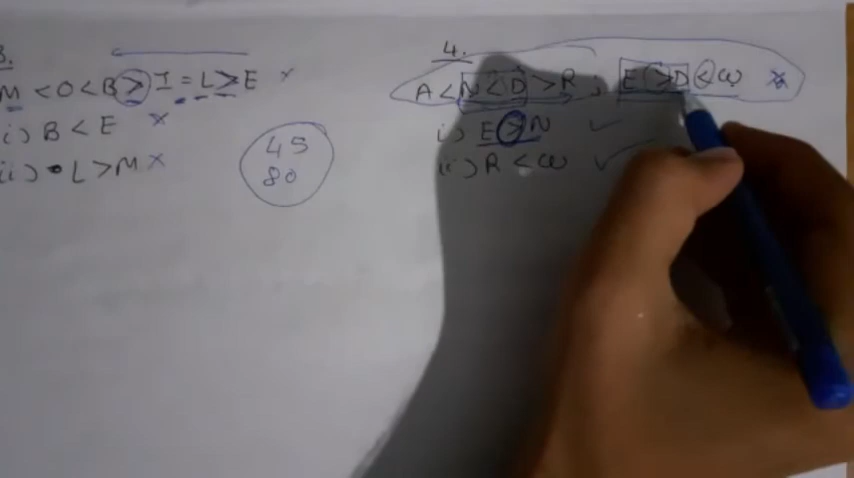 3.
M < O < B ≥ I = L ≥ E ×
i) B < E ×
ii) L > M ×
45
80
4.
A < N < D > R ; E > D < W ×
i) E > N ✓
ii) R < W ✓